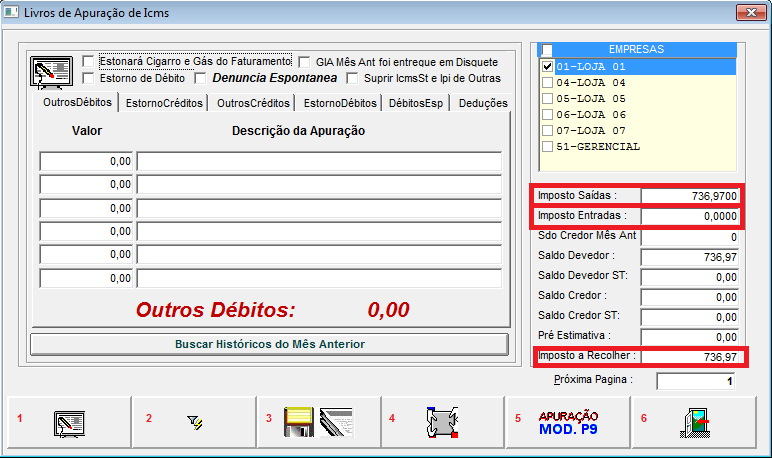 Livros de Apuração de Icms
Estonará Cigarro e Gás do Faturamento
GIA Mês Ant foi entregue em Disquete
Estorno de Débito
Denuncia Espontanea
Suprir IcmsSt e Ipi de Outras
OutrosDébitos
EstornoCréditos
OutrosCréditos
EstornoDébitos
DébitosEsp
Deduções
Valor
Descrição da Apuração
0,00
0,00
0,00
0,00
0,00
0,00
Outros Débitos: 0,00
Buscar Históricos do Mês Anterior
EMPRESAS
01-LOJA 01
04-LOJA 04
05-LOJA 05
06-LOJA 06
07-LOJA 07
51-GERENCIAL
Imposto Saídas : 736,9700
Imposto Entradas : 0,0000
Sdo Credor Mês Ant 0
Saldo Devedor : 736,97
Saldo Devedor ST: 0,00
Saldo Credor : 0,00
Saldo Credor ST: 0,00
Pré Estimativa : 0,00
Imposto a Recolher : 736,97
Próxima Pagina : 1
1
2
3
4
5 APURAÇÃO
MOD. P9
6